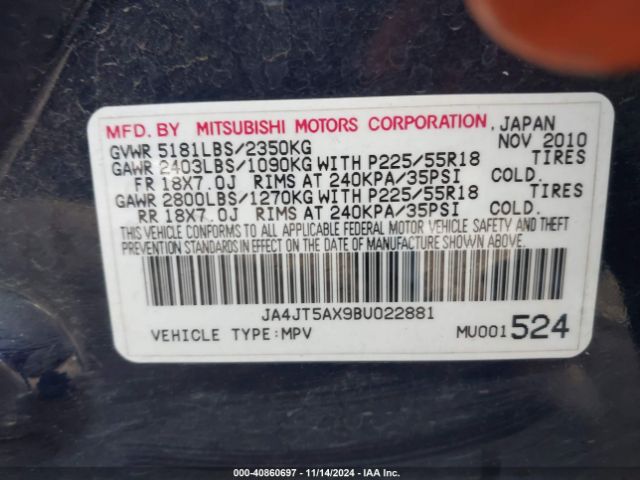 MFD. BY MITSUBISHI MOTORS CORPORATION, JAPAN
GVWR 5181LBS/2350KG NOV 2010
GAWR 2403LBS/1090KG WITH P225/55R18 TIRES
FR 18X7.0J RIMS AT 240KPA/35PSI COLD.
GAWR 2800LBS/1270KG WITH P225/55R18 TIRES
RR 18X7.0J RIMS AT 240KPA/35PSI COLD.
THIS VEHICLE CONFORMS TO ALL APPLICABLE FEDERAL MOTOR VEHICLE SAFETY AND THEFT
PREVENTION STANDARDS IN EFFECT ON THE DATE OF MANUFACTURE SHOWN ABOVE.
JA4JT5AX9BU022881
VEHICLE TYPE:MPV MU001524
© 40860697 - 11/14/2024 - IAA Inc.